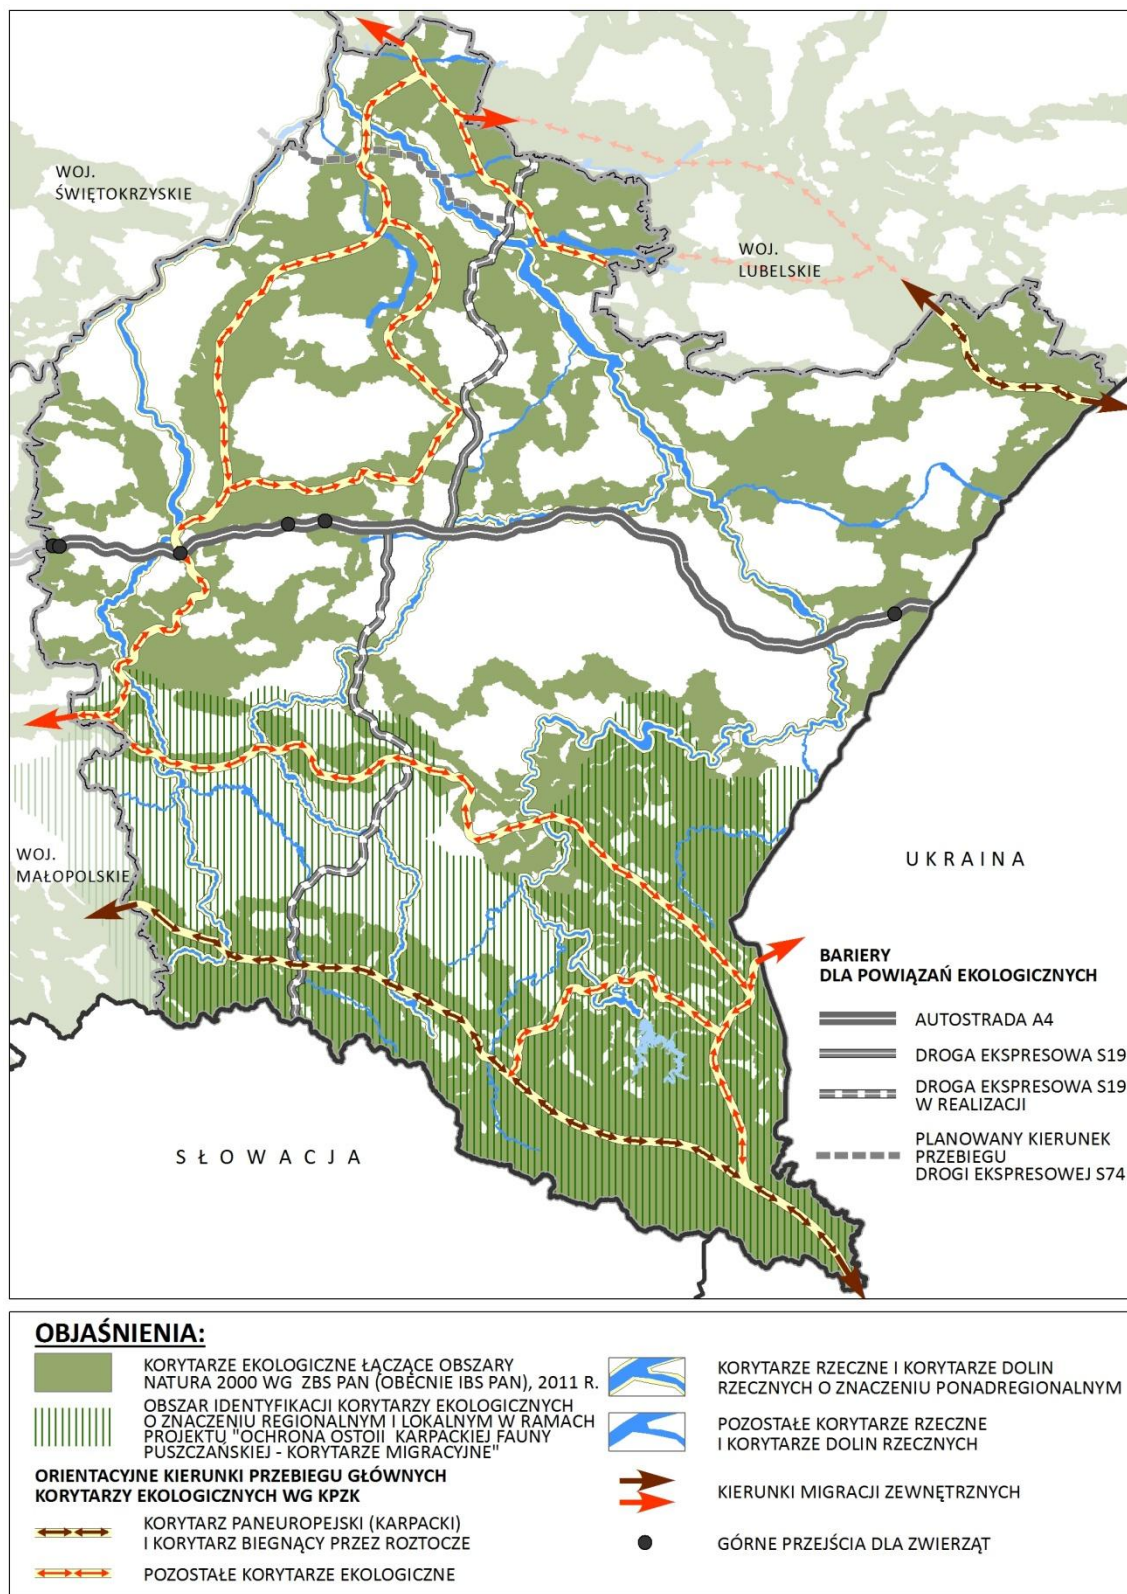 WOJ.
ŚWIĘTOKRZYSKIE
WOJ.
LUBELSKIE
WOJ.
MAŁOPOLSKIE
UKRAINA
SŁOWACJA
BARIERY
DLA POWIĄZAŃ EKOLOGICZNYCH
AUTOSTRADA A4
DROGA EKSPRESOWA S19
DROGA EKSPRESOWA S19
W REALIZACJI
PLANOWANY KIERUNEK
PRZEBIEGU
DROGI EKSPRESOWEJ S74
OBJAŚNIENIA:
KORYTARZE EKOLOGICZNE ŁĄCZĄCE OBSZARY
NATURA 2000 WG ZBS PAN (OBECNIE IBS PAN), 2011 R.
OBSZAR IDENTYFIKACJI KORYTARZY EKOLOGICZNYCH
O ZNACZENIU REGIONALNYM I LOKALNYM W RAMACH
PROJEKTU "OCHRONA OSTOII KARPACKIEJ FAUNY
PUSZCZAŃSKIEJ - KORYTARZE MIGRACYJNE"
ORIENTACYJNE KIERUNKI PRZEBIEGU GŁÓWNYCH
KORYTARZY EKOLOGICZNYCH WG KPZK
KORYTARZ PANEUROPEJSKI (KARPACKI)
I KORYTARZ BIEGNĄCY PRZEZ ROZTOCZE
POZOSTAŁE KORYTARZE EKOLOGICZNE
KORYTARZE RZECZNE I KORYTARZE DOLIN
RZECZNYCH O ZNACZENIU PONADREGIONALNYM
POZOSTAŁE KORYTARZE RZECZNE
I KORYTARZE DOLIN RZECZNYCH
KIERUNKI MIGRACJI ZEWNĘTRZNYCH
GÓRNE PRZEJŚCIA DLA ZWIERZĄT